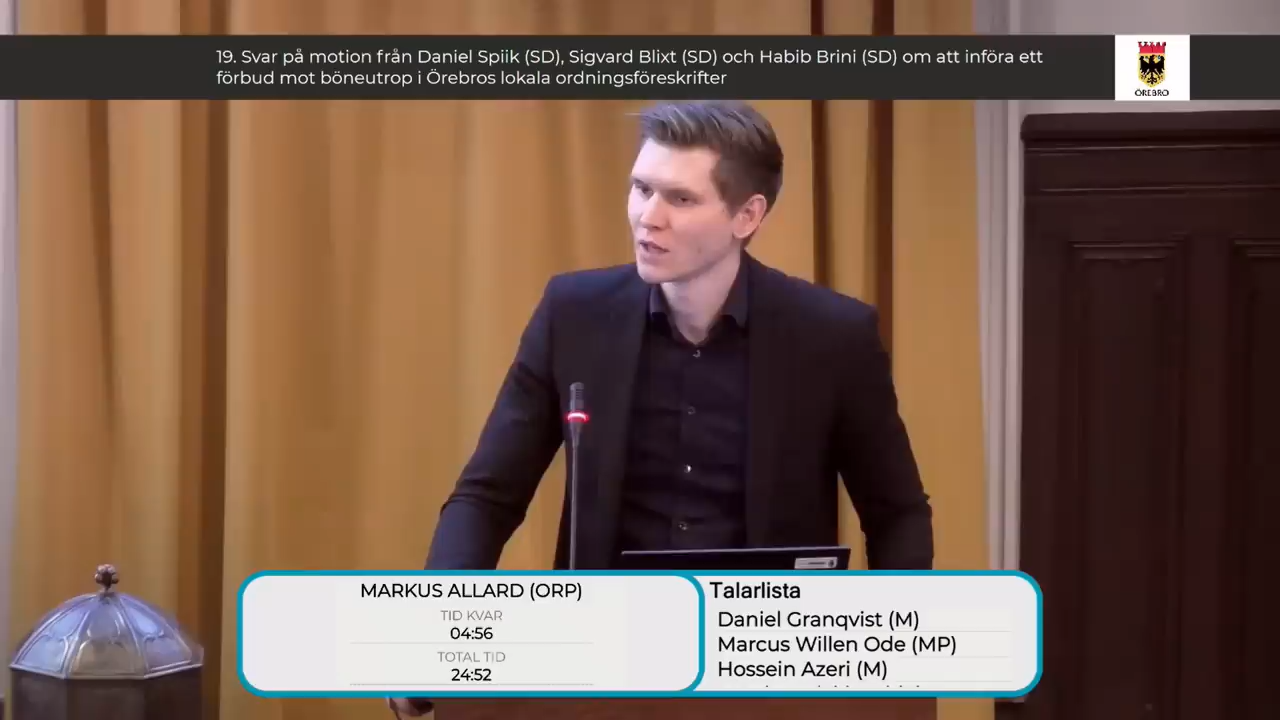 19. Svar på motion från Daniel Spiik (SD), Sigvard Blixt (SD) och Habib Brini (SD) om att införa ett
förbud mot böneutrop i Örebros lokala ordningsföreskrifter
ÖREBRO
MARKUS ALLARD (ORP)
TID KVAR
04:56
TOTAL TID
24:52
Talarlista
Daniel Granqvist (M)
Marcus Willen Ode (MP)
Hossein Azeri (M)